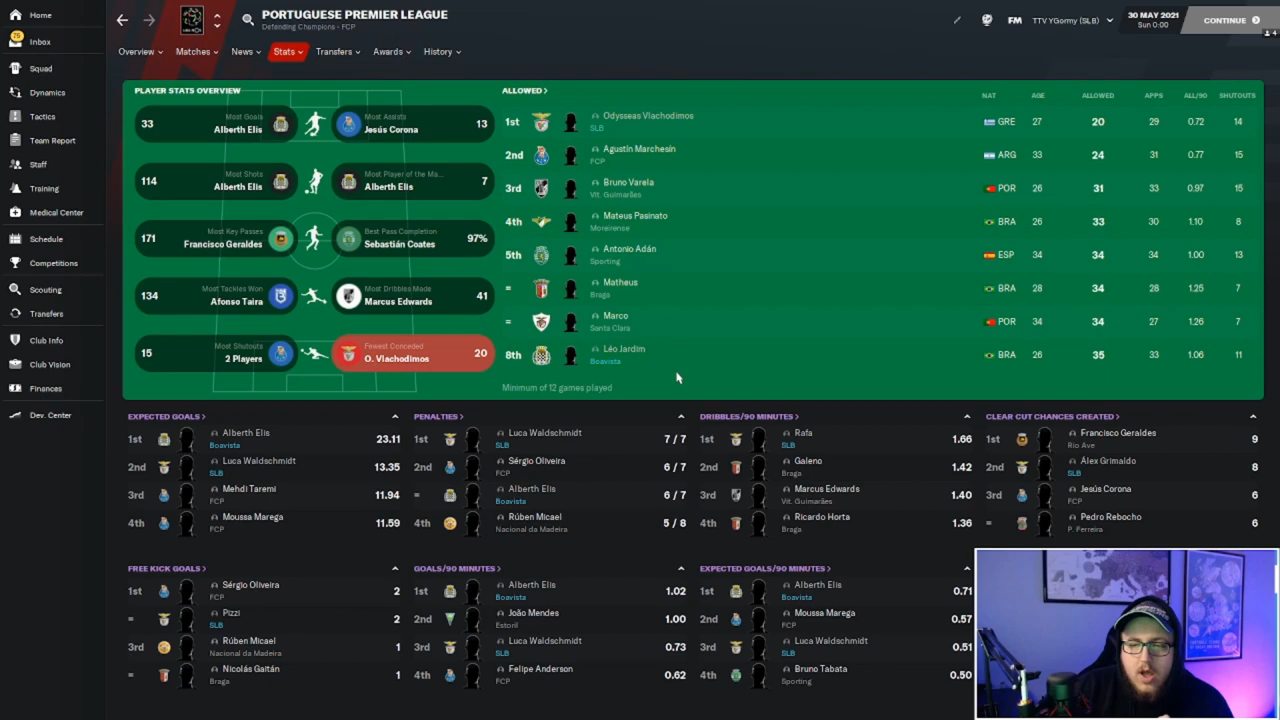 Home
PORTUGUESE PREMIER LEAGUE
Defending Champions - FCP
FM TTV YGormy (SLB) 30 MAY 2021 Sun 0:00 CONTINUE
Inbox
Overview Matches News Stats Transfers Awards History
Squad
Dynamics
Tactics
Team Report
Staff
Training
Medical Center
Schedule
Competitions
Scouting
Transfers
Club Info
Club Vision
Finances
Dev. Center
PLAYER STATS OVERVIEW
33 Most Goals Alberth Elis
Most Assists Jesús Corona 13
114 Most Shots Alberth Elis
Most Player of the Ma... Alberth Elis 7
171 Most Key Passes Francisco Geraldes
Best Pass Completion Sebastián Coates 97%
134 Most Tackles Won Afonso Taira
Most Dribbles Made Marcus Edwards 41
15 Most Shutouts 2 Players
Fewest Conceded O. Vlachodimos 20
ALLOWED > NAT AGE ALLOWED APPS ALL/90 SHUTOUTS
1st Odysseas Vlachodimos SLB GRE 27 20 29 0.72 14
2nd Agustín Marchesín FCP ARG 33 24 31 0.77 15
3rd Bruno Varela Vit. Guimarães POR 26 31 33 0.97 15
4th Mateus Pasinato Moreirense BRA 26 33 30 1.10 8
5th Antonio Adán Sporting ESP 34 34 34 1.00 13
= Matheus Braga BRA 28 34 28 1.25 7
= Marco Santa Clara POR 34 34 27 1.26 7
8th Léo Jardim Boavista BRA 26 35 33 1.06 11
Minimum of 12 games played
EXPECTED GOALS >
1st Alberth Elis Boavista 23.11
2nd Luca Waldschmidt SLB 13.35
3rd Mehdi Taremi FCP 11.94
4th Moussa Marega FCP 11.59
PENALTIES >
1st Luca Waldschmidt SLB 7 / 7
2nd Sérgio Oliveira FCP 6 / 7
= Alberth Elis Boavista 6 / 7
4th Rúben Micael Nacional da Madeira 5 / 8
DRIBBLES/90 MINUTES >
1st Rafa SLB 1.66
2nd Galeno Braga 1.42
3rd Marcus Edwards Vit. Guimarães 1.40
4th Ricardo Horta Braga 1.36
CLEAR CUT CHANCES CREATED >
1st Francisco Geraldes Rio Ave 9
2nd Álex Grimaldo SLB 8
3rd Jesús Corona FCP 6
= Pedro Rebocho P. Ferreira 6
FREE KICK GOALS >
1st Sérgio Oliveira FCP 2
= Pizzi SLB 2
3rd Rúben Micael Nacional da Madeira 1
= Nicolás Gaitán Braga 1
GOALS/90 MINUTES >
1st Alberth Elis Boavista 1.02
2nd João Mendes Estoril 1.00
3rd Luca Waldschmidt SLB 0.73
4th Felipe Anderson FCP 0.62
EXPECTED GOALS/90 MINUTES >
1st Alberth Elis Boavista 0.71
2nd Moussa Marega FCP 0.57
3rd Luca Waldschmidt SLB 0.51
4th Bruno Tabata Sporting 0.50